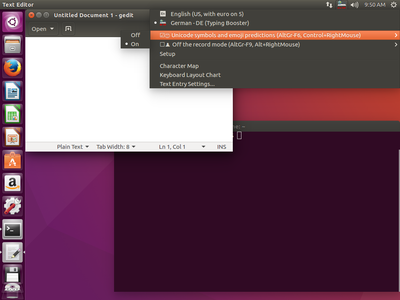 Text Editor
9:50 AM
Untitled Document 1 - gedit
Open
Off
On
English (US, with euro on 5)
German - DE (Typing Booster)
Unicode symbols and emoji predictions (AltGr-F6, Control+RightMouse)
Off the record mode (AltGr-F9, Alt+RightMouse)
Setup
Character Map
Keyboard Layout Chart
Text Entry Settings...
Plain Text
Tab Width: 8
Ln 1, Col 1
INS